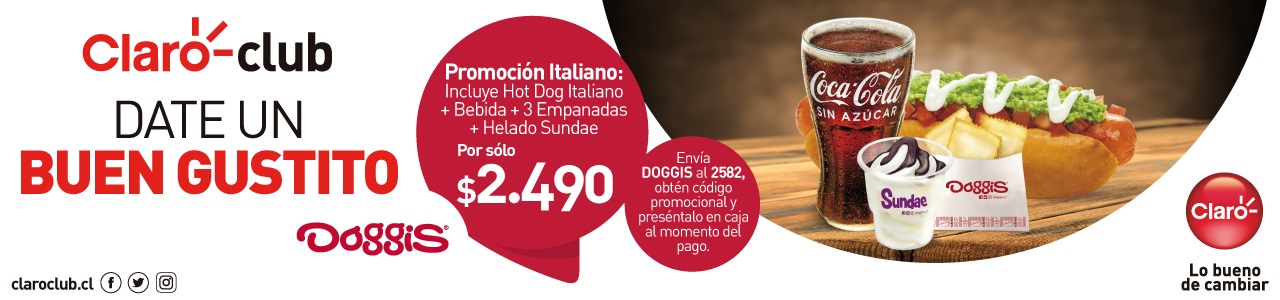 Claro-club
DATE UN
BUEN GUSTITO
DoggiS®
claroclub.cl
Promoción Italiano:
Incluye Hot Dog Italiano
+ Bebida + 3 Empanadas
+ Helado Sundae
Por sólo
$2.490
Envía
DOGGIS al 2582,
obtén código
promocional y
preséntalo en caja
al momento del
pago.
Coca-Cola
SIN AZÚCAR
Sundae
DoggiS
Claro-
Lo bueno
de cambiar